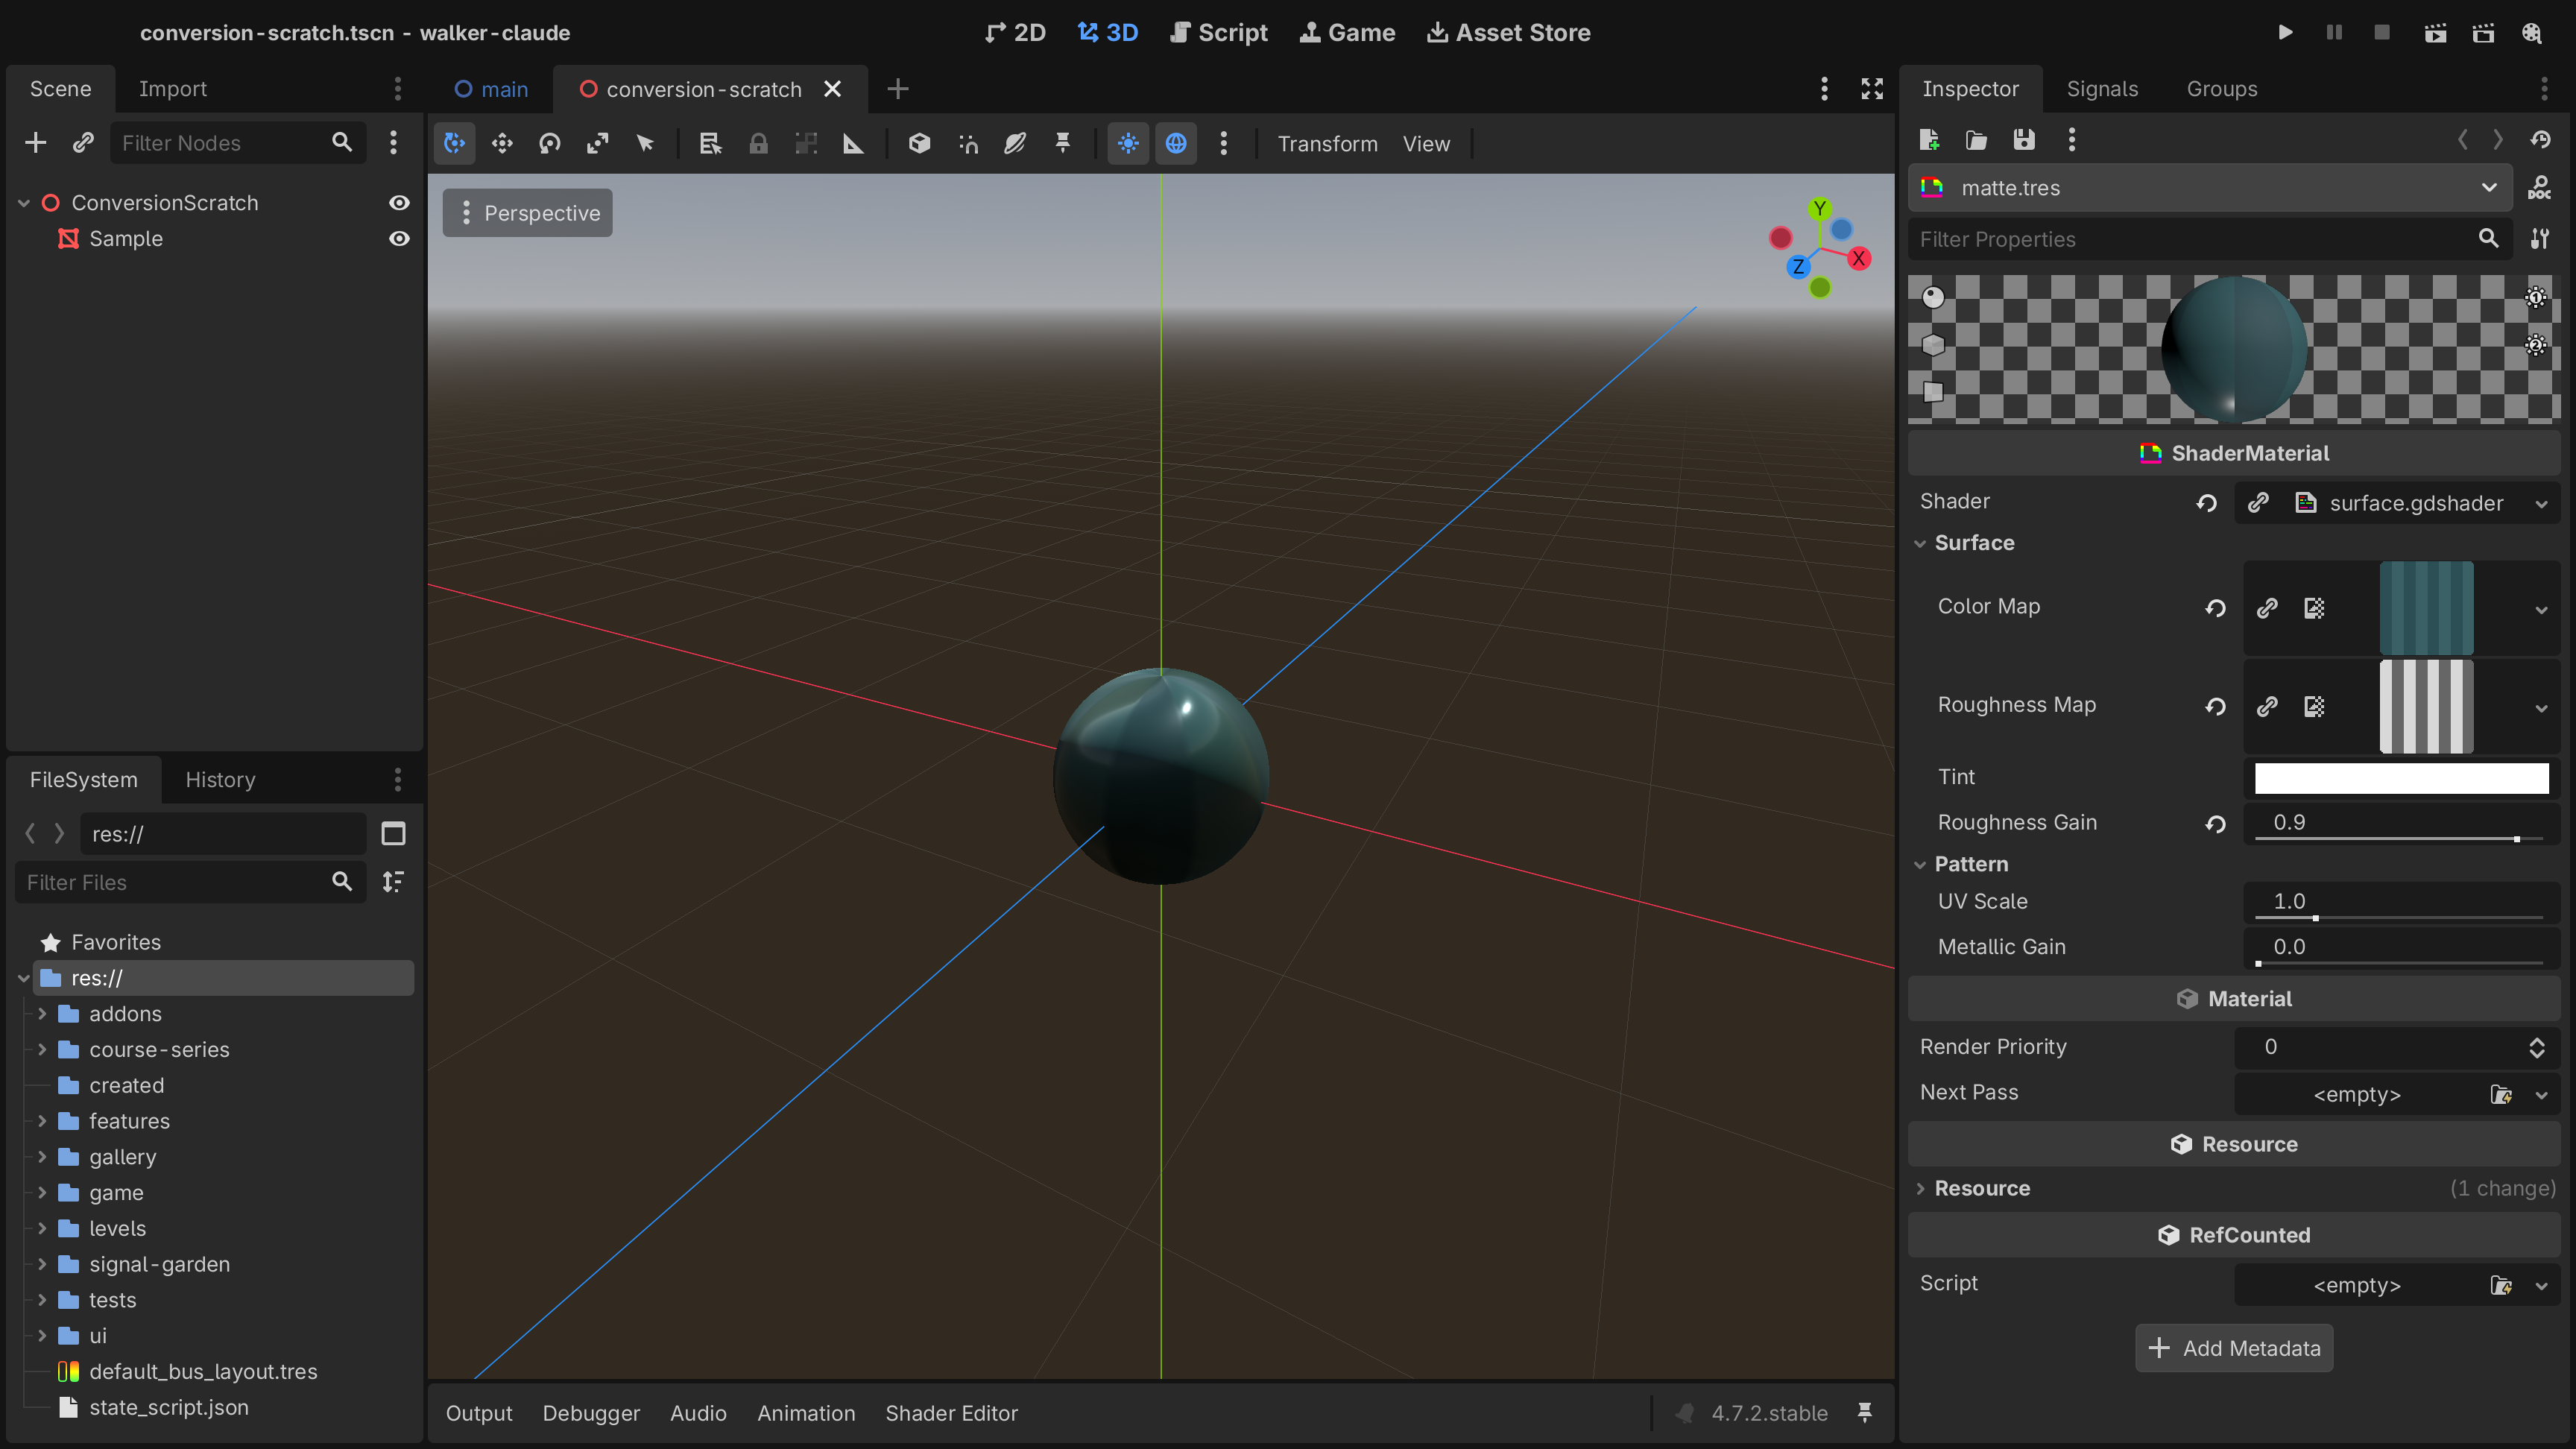 conversion-scratch.tscn - walker-claude
2D
3D
Script
Game
Asset Store
Scene
Import
Filter Nodes
ConversionScratch
Sample
FileSystem
History
res://
Filter Files
Favorites
res://
addons
course-series
created
features
gallery
game
levels
signal-garden
tests
ui
default_bus_layout.tres
state_script.json
main
conversion-scratch
Transform
View
Perspective
Y
X
Z
Output
Debugger
Audio
Animation
Shader Editor
4.7.2.stable
Inspector
Signals
Groups
matte.tres
DOC
Filter Properties
1
2
ShaderMaterial
Shader
surface.gdshader
Surface
Color Map
Roughness Map
Tint
Roughness Gain
0.9
Pattern
UV Scale
1.0
Metallic Gain
0.0
Material
Render Priority
0
Next Pass
<empty>
Resource
Resource
(1 change)
RefCounted
Script
<empty>
Add Metadata